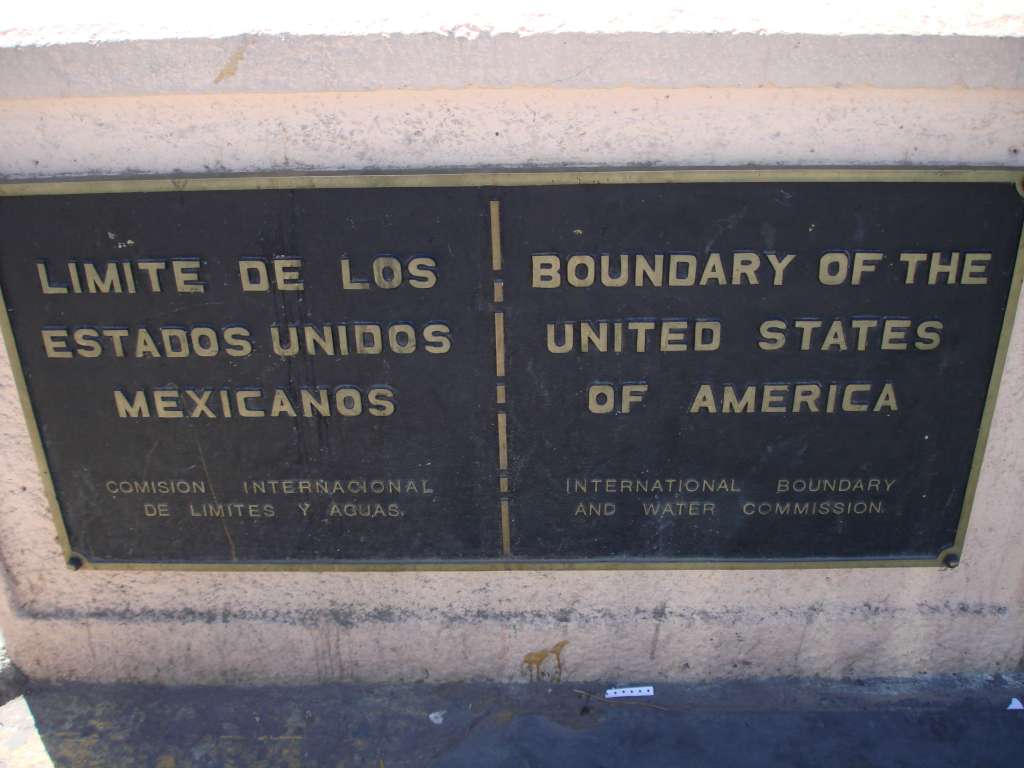 LIMITE DE LOS
ESTADOS UNIDOS
MEXICANOS
COMISION INTERNACIONAL
DE LIMITES Y AGUAS.
BOUNDARY OF THE
UNITED STATES
OF AMERICA
INTERNATIONAL BOUNDARY
AND WATER COMMISSION.